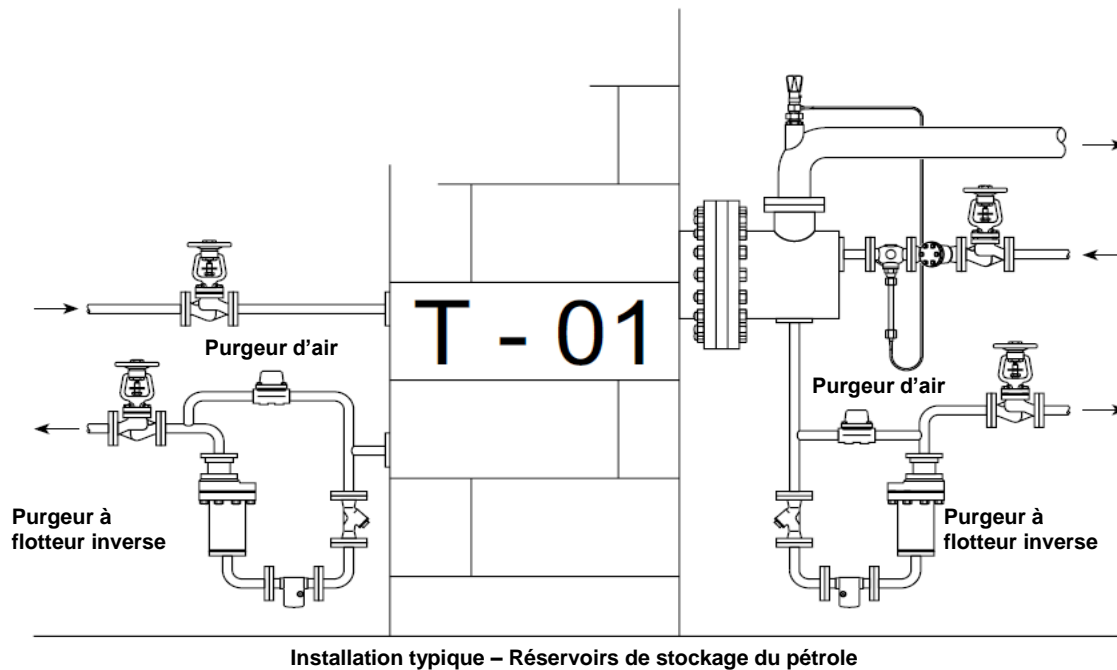 T - 01
Purgeur d’air
Purgeur d’air
Purgeur à
flotteur inverse
Purgeur à
flotteur inverse
Installation typique – Réservoirs de stockage du pétrole